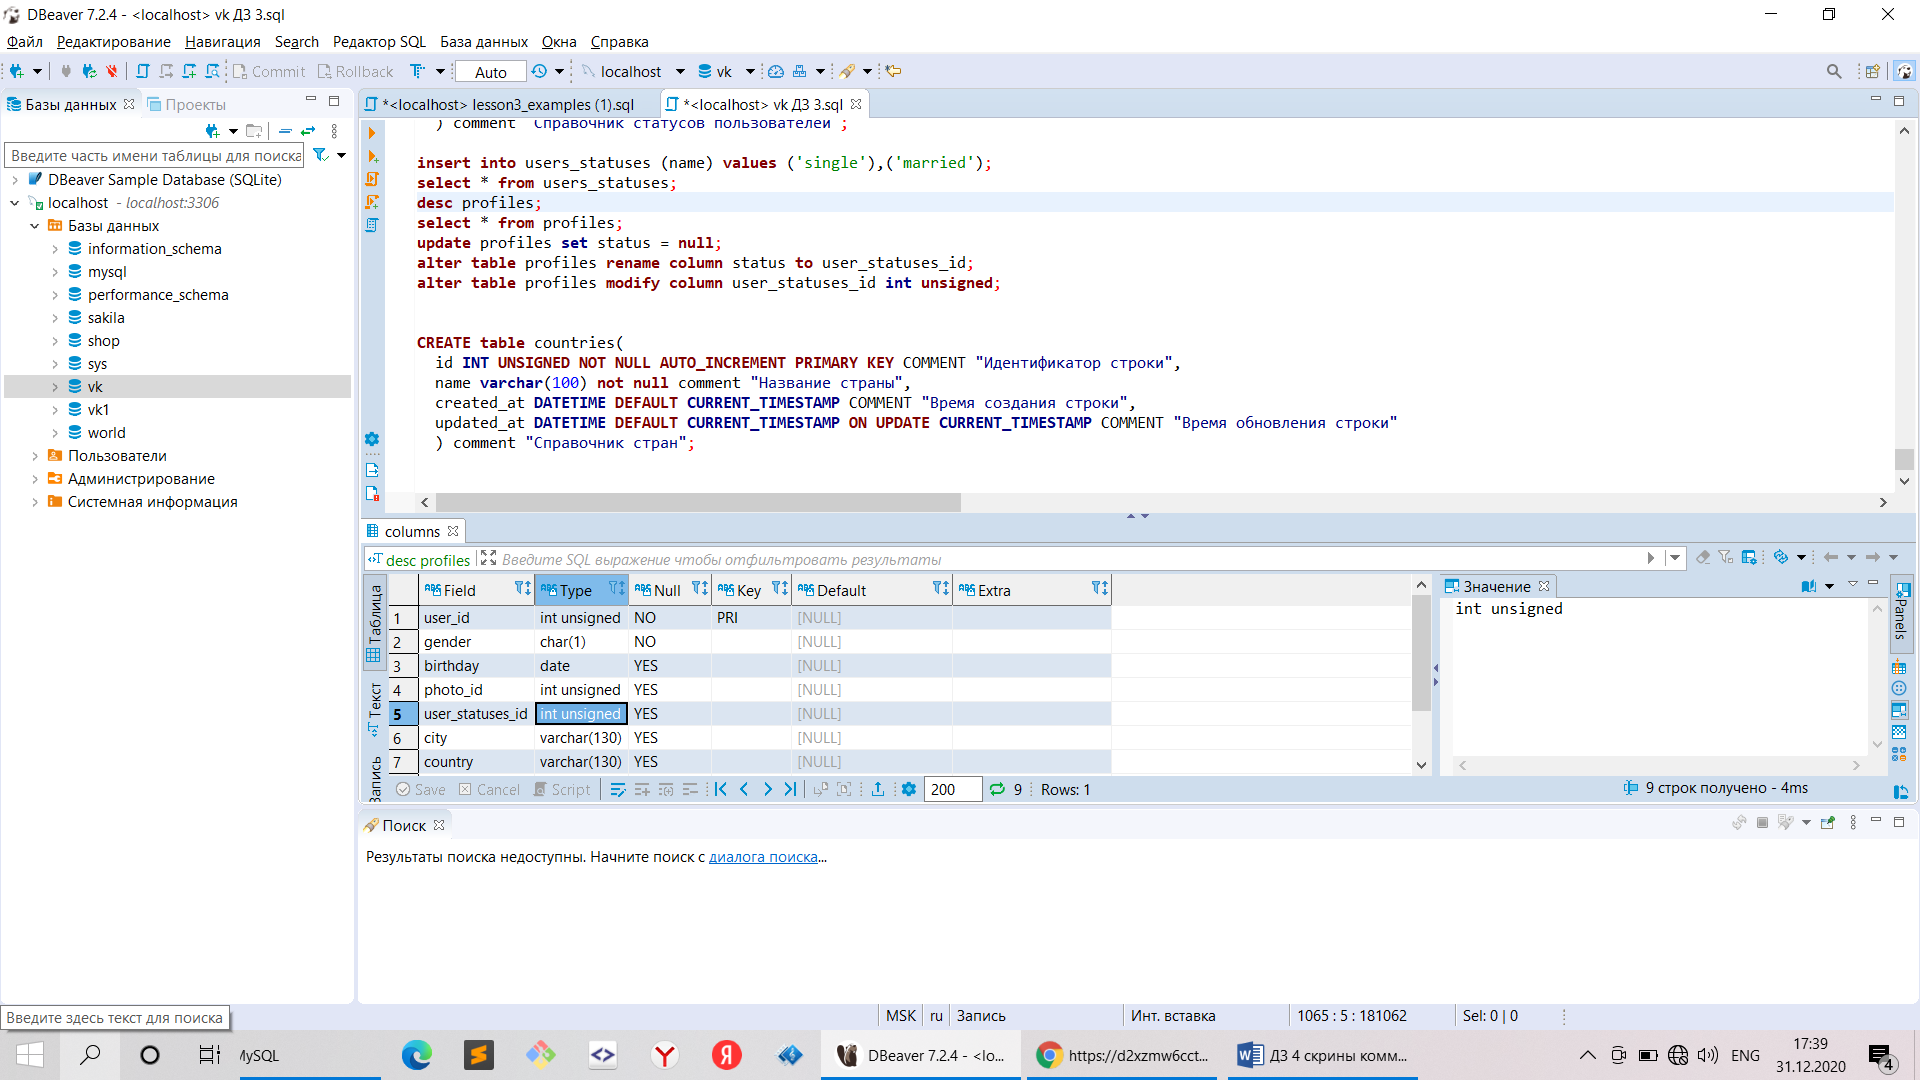 DBeaver 7.2.4 - <localhost> vk ДЗ 3.sql
Файл Редактирование Навигация Search Редактор SQL База данных Окна Справка
Commit Rollback Auto localhost vk
Базы данных Проекты
*<localhost> lesson3_examples (1).sql *<localhost> vk ДЗ 3.sql
Введите часть имени таблицы для поиска
DBeaver Sample Database (SQLite)
localhost - localhost:3306
Базы данных
information_schema
mysql
performance_schema
sakila
shop
sys
vk
vk1
world
Пользователи
Администрирование
Системная информация
) comment "Справочник статусов пользователей";
insert into users_statuses (name) values ('single'),('married');
select * from users_statuses;
desc profiles;
select * from profiles;
update profiles set status = null;
alter table profiles rename column status to user_statuses_id;
alter table profiles modify column user_statuses_id int unsigned;
CREATE table countries(
id INT UNSIGNED NOT NULL AUTO_INCREMENT PRIMARY KEY COMMENT "Идентификатор строки",
name varchar(100) not null comment "Название страны",
created_at DATETIME DEFAULT CURRENT_TIMESTAMP COMMENT "Время создания строки",
updated_at DATETIME DEFAULT CURRENT_TIMESTAMP ON UPDATE CURRENT_TIMESTAMP COMMENT "Время обновления строки"
) comment "Справочник стран";
columns
desc profiles Введите SQL выражение чтобы отфильтровать результаты
Таблица
Текст
Запись
Field Type Null Key Default Extra
1 user_id int unsigned NO PRI [NULL]
2 gender char(1) NO [NULL]
3 birthday date YES [NULL]
4 photo_id int unsigned YES [NULL]
5 user_statuses_id int unsigned YES [NULL]
6 city varchar(130) YES [NULL]
7 country varchar(130) YES [NULL]
Значение
int unsigned
Panels
Save Cancel Script 200 9 Rows: 1
9 строк получено - 4ms
Поиск
Результаты поиска недоступны. Начните поиск с диалога поиска...
Введите здесь текст для поиска
MSK ru Запись Инт. вставка 1065 : 5 : 181062 Sel: 0 | 0
MySQL
DBeaver 7.2.4 - <lo...
https://d2xzmw6cct...
ДЗ 4 скрины комм...
ENG
17:39
31.12.2020
4